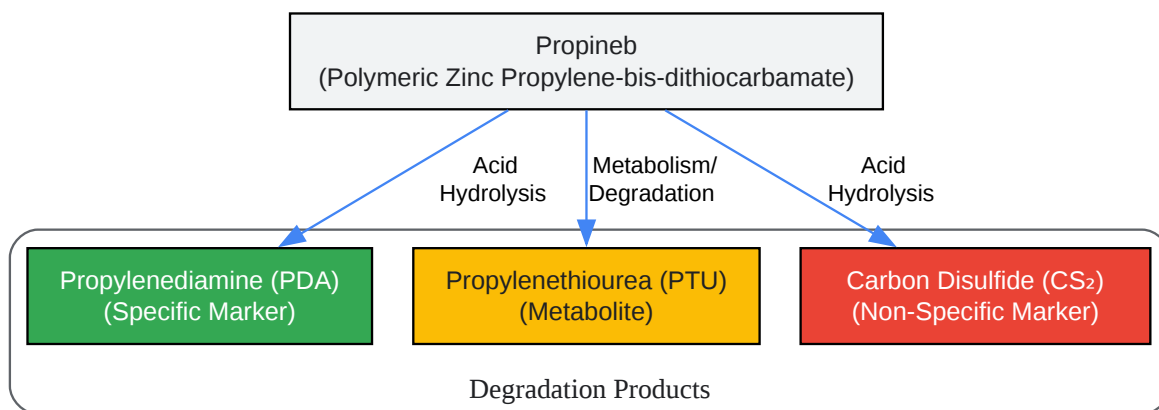 Propineb
(Polymeric Zinc Propylene-bis-dithiocarbamate)
Acid
Hydrolysis
Metabolism/
Degradation
Acid
Hydrolysis
Propylenediamine (PDA)
(Specific Marker)
Propylenethiourea (PTU)
(Metabolite)
Carbon Disulfide (CS₂)
(Non-Specific Marker)
Degradation Products